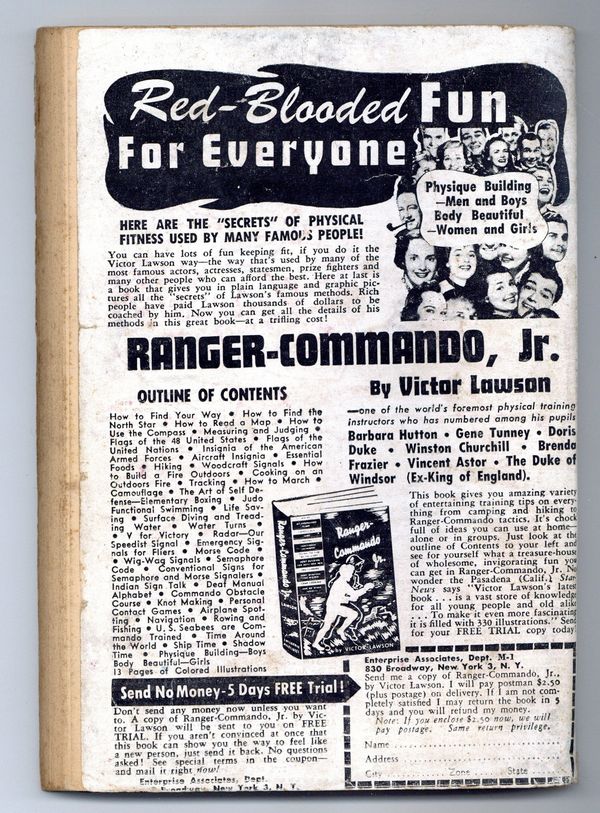 Red-Blooded Fun
For Everyone
Physique Building
—Men and Boys
Body Beautiful
—Women and Girls
HERE ARE THE "SECRETS" OF PHYSICAL
FITNESS USED BY MANY FAMOUS PEOPLE!
You can have lots of fun keeping fit, if you do it the
Victor Lawson way—the way that's used by many of the
most famous actors, actresses, statesmen, prize fighters and
many other people who can afford the best. Here at last is
a book that gives you in plain language and graphic pic-
tures all the "secrets" of Lawson's famous methods. Rich
people have paid Lawson thousands of dollars to be
coached by him. Now you can get all the details of his
methods in this great book—at a trifling cost!
RANGER-COMMANDO, Jr.
By Victor Lawson
OUTLINE OF CONTENTS
How to Find Your Way • How to Find the
North Star • How to Read a Map • How to
Use the Compass • Measuring and Judging •
Flags of the 48 United States • Flags of the
United Nations • Insignia of the American
Armed Forces • Aircraft Insignia • Essential
Foods • Hiking • Woodcraft Signals • How
to Build a Fire Outdoors • Cooking on an
Outdoors Fire • Tracking • How to March •
Camouflage • The Art of Self De-
fense—Elementary Boxing • Judo
Functional Swimming • Life Sav-
ing • Surface Diving and Tread-
ing Water • Water Turns •
• V for Victory • Radar—Our
Speedist Signal • Emergency Sig-
nals for Fliers • Morse Code •
• Wig-Wag Signals • Semaphore
Code • Conventional Signs for
Semaphore and Morse Signalers •
Indian Sign Talk • Deaf Manual
Alphabet • Commando Obstacle
Course • Knot Making • Personal
Contact Games • Airplane Spot-
ting • Navigation • Rowing and
Fishing • U. S. Seabees are Com-
mando Trained • Time Around
the World • Ship Time • Shadow
Time • Physique Building—Boys
Body Beautiful—Girls
13 Pages of Colored Illustrations
—one of the world's foremost physical training
instructors who has numbered among his pupils
Barbara Hutton • Gene Tunney • Doris
Duke • Winston Churchill • Brenda
Frazier • Vincent Astor • The Duke of
Windsor (Ex-King of England).
Ranger-
Commando
Jr.
by VICTOR LAWSON
Ranger-Commando Jr.
This book gives you amazing variety
of entertaining training tips on every-
thing from camping and hiking to
Ranger-Commando tactics. It's chock
full of ideas you can use at home—
alone or in groups. Just look at the
outline of Contents to your left and
see for yourself what a treasure-house
of wholesome, invigorating fun you
can get in Ranger-Commando, Jr. No
wonder the Pasadena (Calif.) Star
News says "Victor Lawson's latest
book . . . is a vast store of knowledge
for all young people and old alike
. . . To make it even more fascinating
it is filled with 330 illustrations." Send
for your FREE TRIAL copy today!
Send No Money-5 Days FREE Trial!
Don't send any money now unless you want
to. A copy of Ranger-Commando, Jr. by Vic-
tor Lawson will be sent to you on FREE
TRIAL. If you aren't convinced at once that
this book can show you the way to feel like
a new person, just send it back. No questions
asked! See special terms in the coupon—
and mail it right now!
Enterprise Associates, Dept.
Broadway, New York 3, N. Y.
Enterprise Associates, Dept. M-1
830 Broadway, New York 3, N. Y.
Send me a copy of Ranger-Commando, Jr.,
by Victor Lawson. I will pay postman $2.50
(plus postage) on delivery. If I am not com-
pletely satisfied I may return the book in 5
days and you will refund my money.
Note: If you enclose $2.50 now, we will
pay postage. Same return privilege.
Name
Address
City Zone State